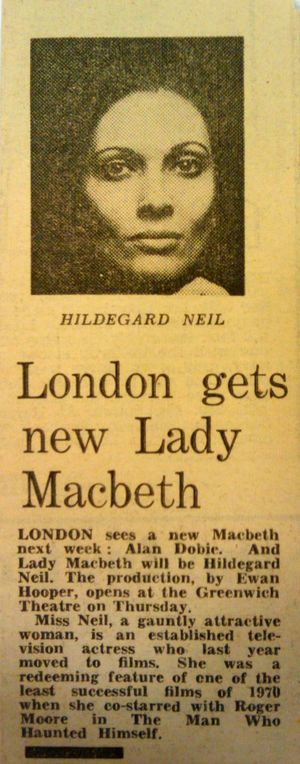 HILDEGARD NEIL
London gets
new Lady
Macbeth
LONDON sees a new Macbeth
next week: Alan Dobie. And
Lady Macbeth will be Hildegard
Neil. The production, by Ewan
Hooper, opens at the Greenwich
Theatre on Thursday.
Miss Neil, a gauntly attractive
woman, is an established tele-
vision actress who last year
moved to films. She was a
redeeming feature of one of the
least successful films of 1970
when she co-starred with Roger
Moore in The Man Who
Haunted Himself.